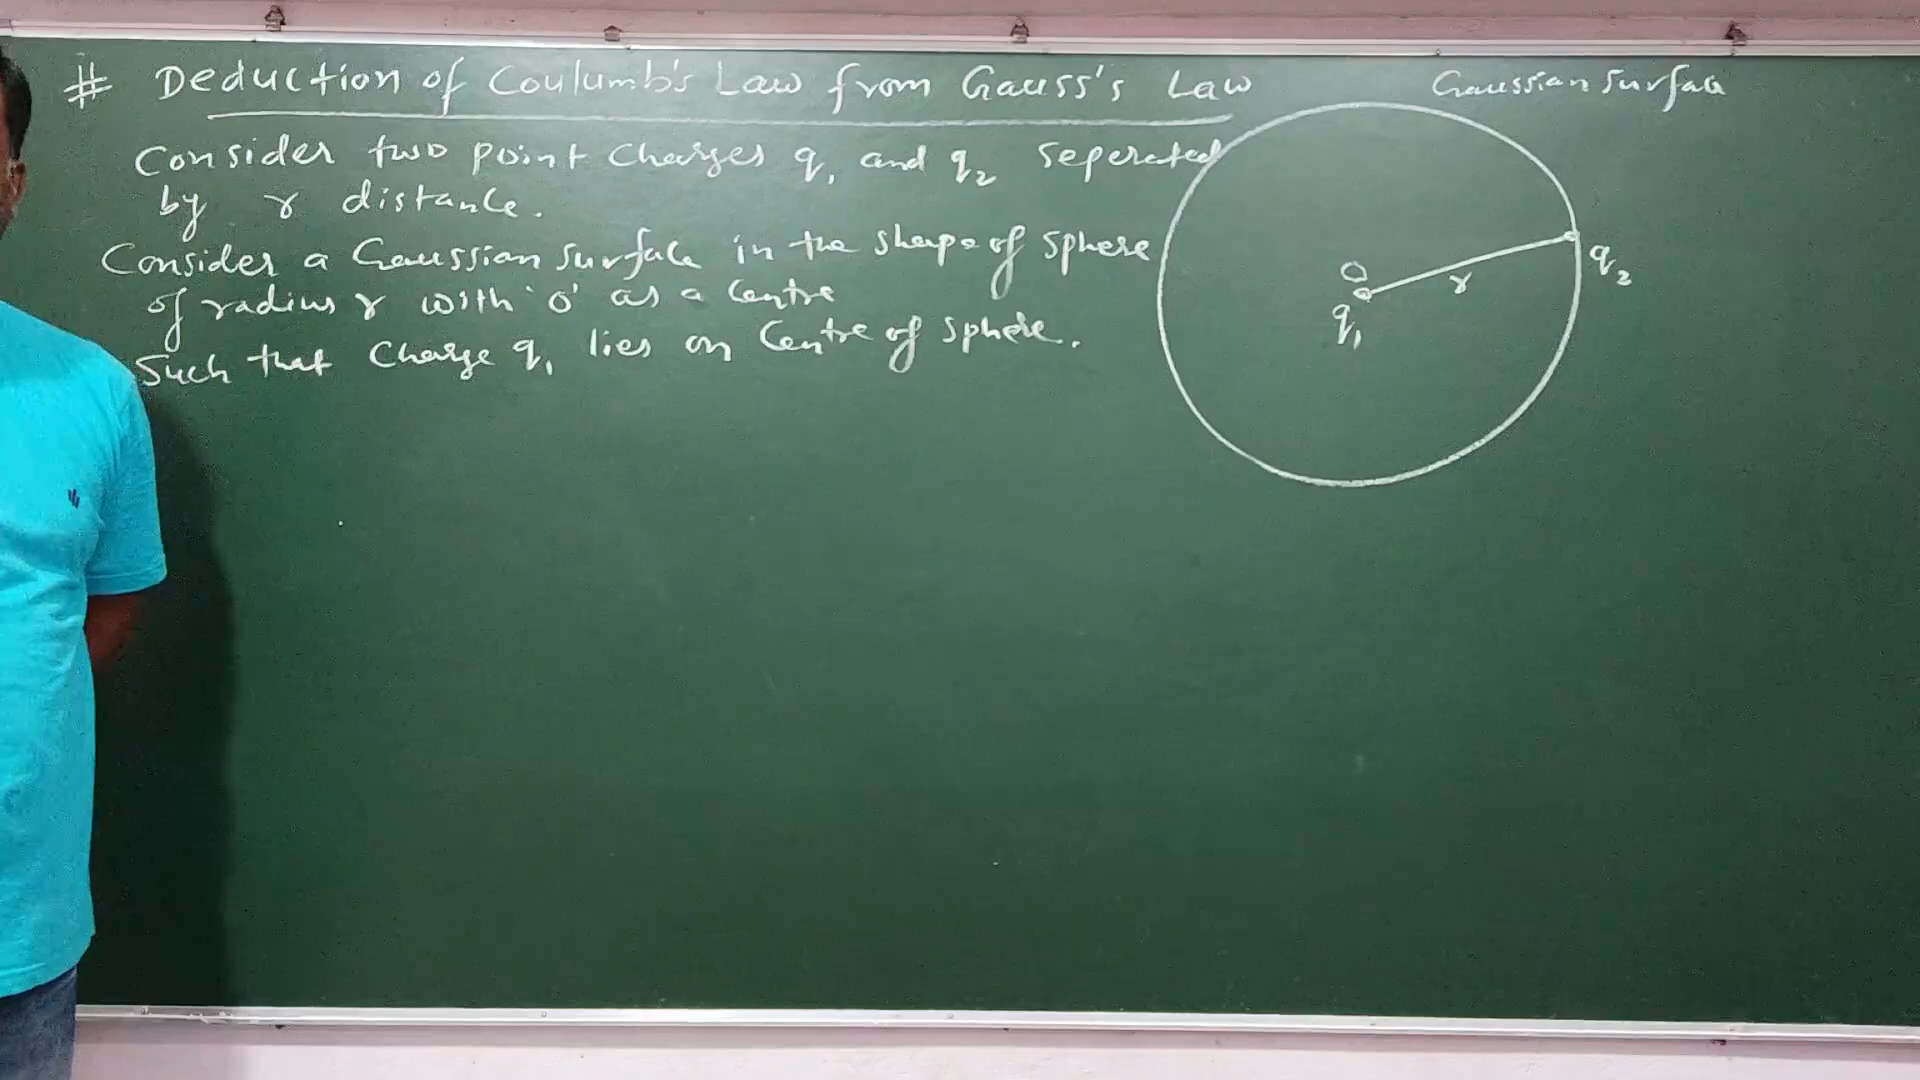 # Deduction of Coulumb's Law from Gauss's Law
Consider two point charges q₁ and q₂ seperated
by r distance.
Consider a Gaussian surface in the shape of sphere
of radius r with 'o' as a centre
Such that charge q₁ lies on centre of sphere.
Gaussian surface
O
q₁
r
q₂